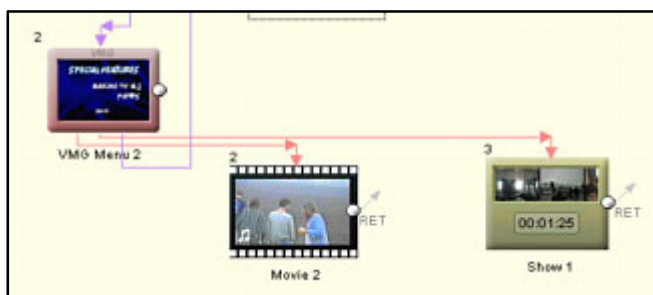 2
VMG
SPECIAL FEATURES
VMG Menu 2
2
3
RET
RET
00:01:25
Movie 2
Show 1